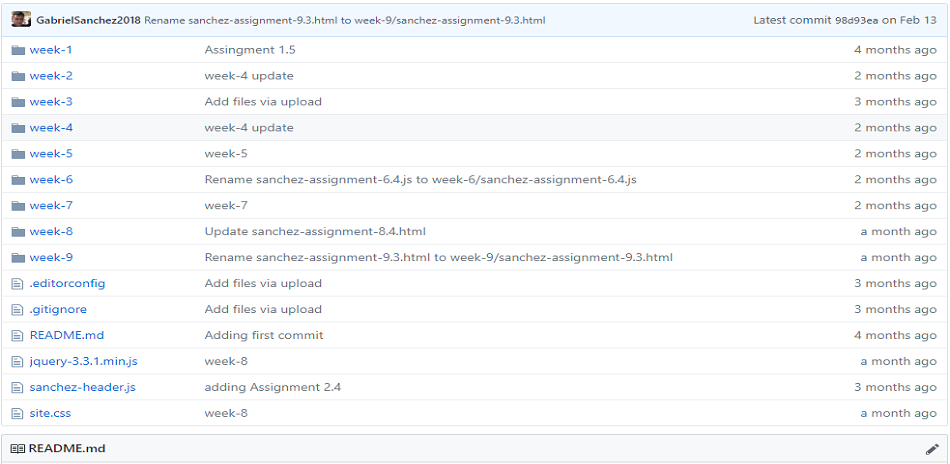 GabrielSanchez2018 Rename sanchez-assignment-9.3.html to week-9/sanchez-assignment-9.3.html Latest commit 98d93ea on Feb 13
week-1 Assingment 1.5 4 months ago
week-2 week-4 update 2 months ago
week-3 Add files via upload 3 months ago
week-4 week-4 update 2 months ago
week-5 week-5 2 months ago
week-6 Rename sanchez-assignment-6.4.js to week-6/sanchez-assignment-6.4.js 2 months ago
week-7 week-7 2 months ago
week-8 Update sanchez-assignment-8.4.html a month ago
week-9 Rename sanchez-assignment-9.3.html to week-9/sanchez-assignment-9.3.html a month ago
.editorconfig Add files via upload 3 months ago
.gitignore Add files via upload 3 months ago
README.md Adding first commit 4 months ago
jquery-3.3.1.min.js week-8 a month ago
sanchez-header.js adding Assignment 2.4 3 months ago
site.css week-8 a month ago
README.md